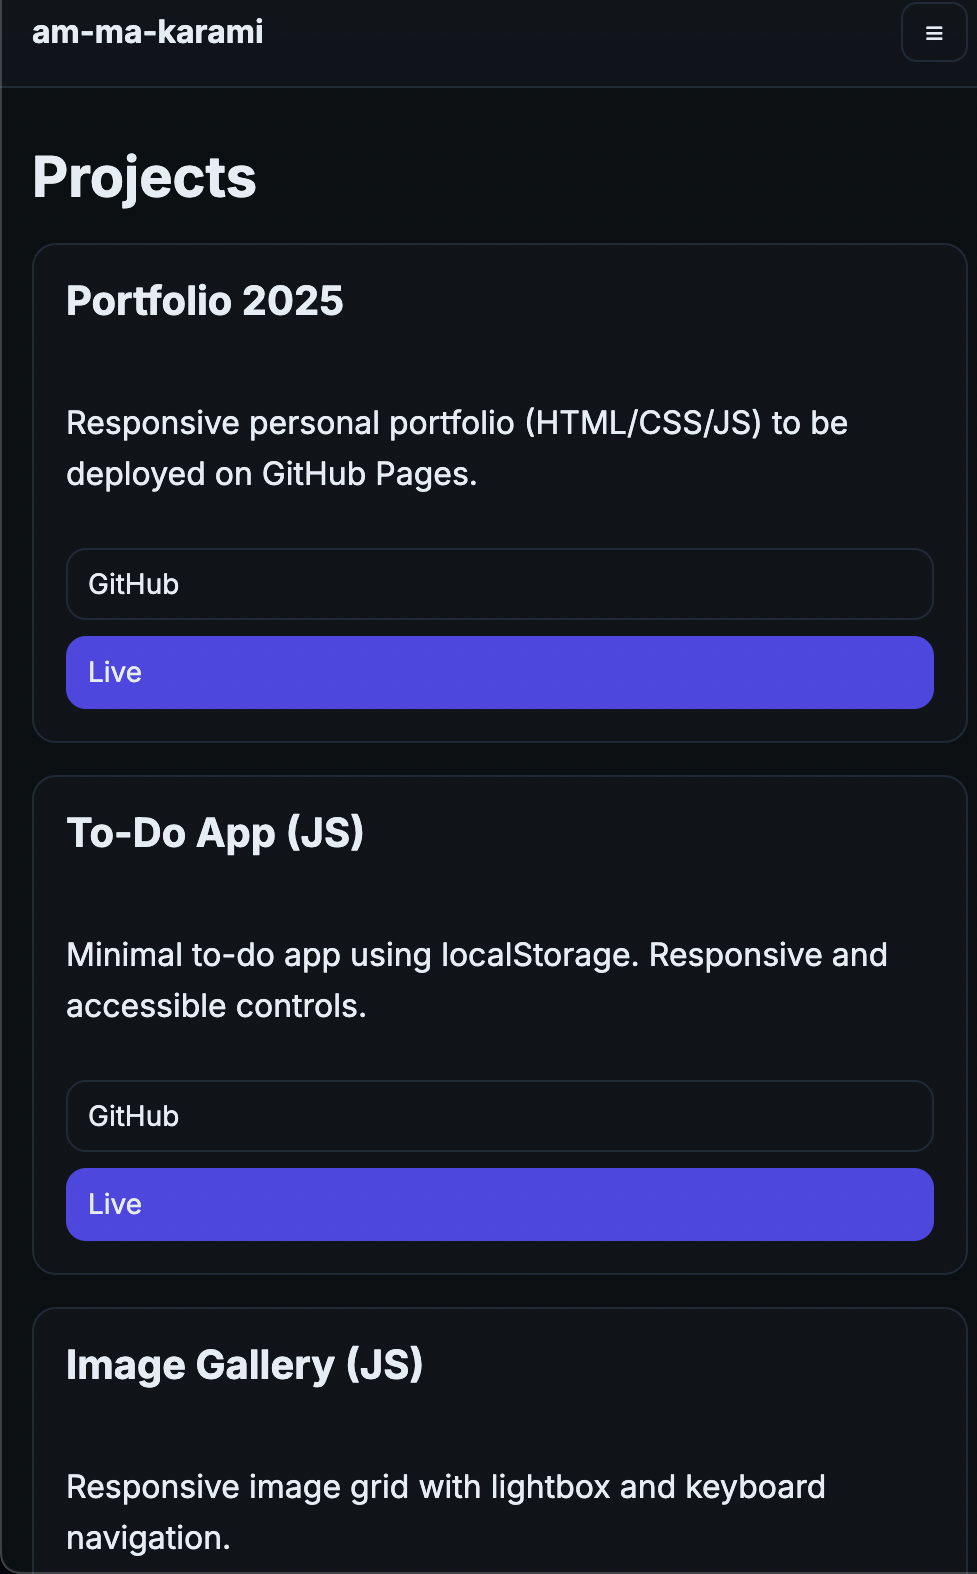 am-ma-karami
Projects
Portfolio 2025
Responsive personal portfolio (HTML/CSS/JS) to be
deployed on GitHub Pages.
GitHub
Live
To-Do App (JS)
Minimal to-do app using localStorage. Responsive and
accessible controls.
GitHub
Live
Image Gallery (JS)
Responsive image grid with lightbox and keyboard
navigation.